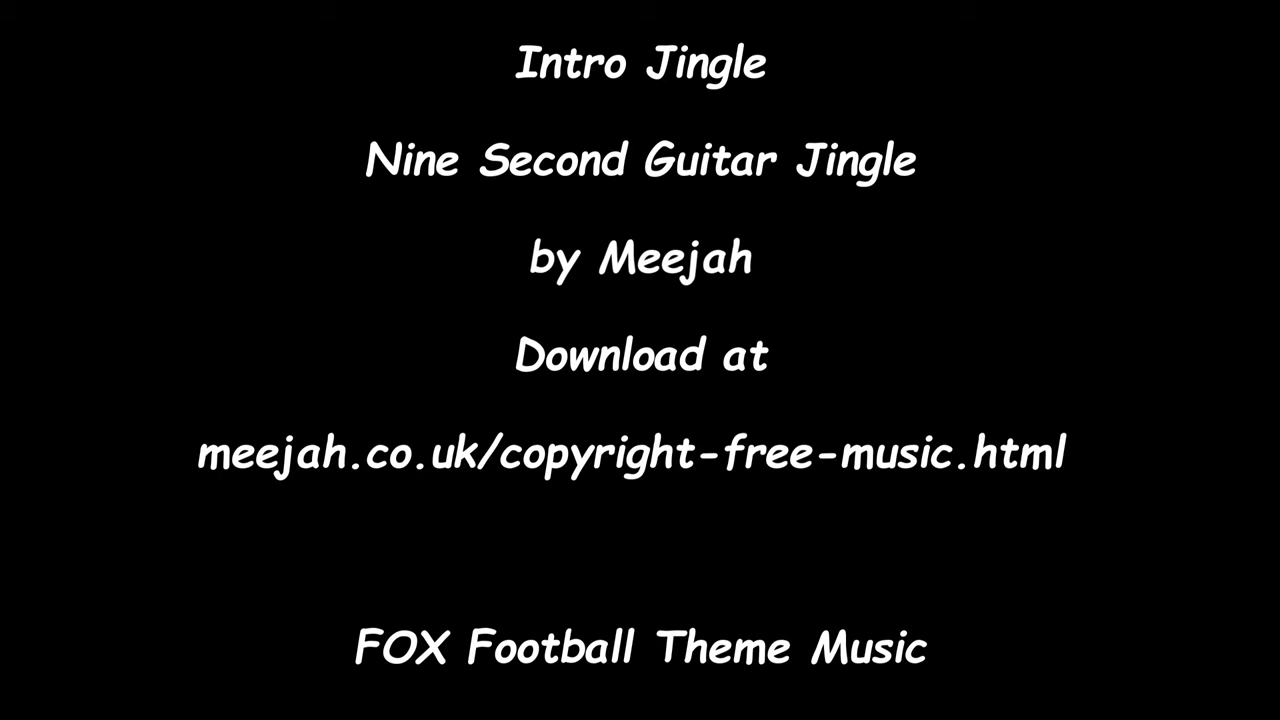 Intro Jingle
Nine Second Guitar Jingle
by Meejah
Download at
meejah.co.uk/copyright-free-music.html
FOX Football Theme Music